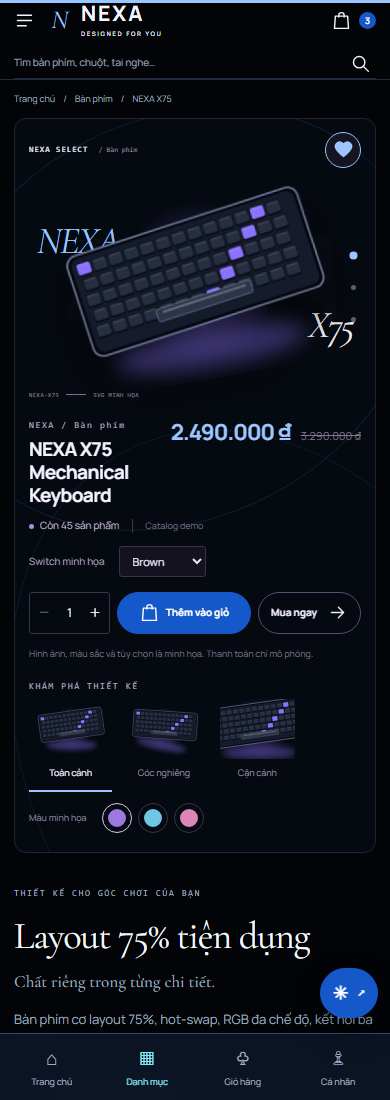 N NEXA
DESIGNED FOR YOU
3
Tìm bàn phím, chuột, tai nghe...
Trang chủ / Bàn phím / NEXA X75
NEXA SELECT / Bàn phím
NEXA
X75
NEXA-X75 SVG MINH HỌA
NEXA / Bàn phím
2.490.000 ₫ 3.290.000 ₫
NEXA X75
Mechanical
Keyboard
Còn 45 sản phẩm Catalog demo
Switch minh họa Brown
− 1 + Thêm vào giỏ Mua ngay →
Hình ảnh, màu sắc và tùy chọn là minh họa. Thanh toán chỉ mô phỏng.
KHÁM PHÁ THIẾT KẾ
Toàn cảnh Góc nghiêng Cận cảnh
Màu minh họa
THIẾT KẾ CHO GÓC CHƠI CỦA BẠN
Layout 75% tiện dụng
Chất riêng trong từng chi tiết.
Bàn phím cơ layout 75%, hot-swap, RGB đa chế độ, kết nối ba
Trang chủ Danh mục Giỏ hàng Cá nhân